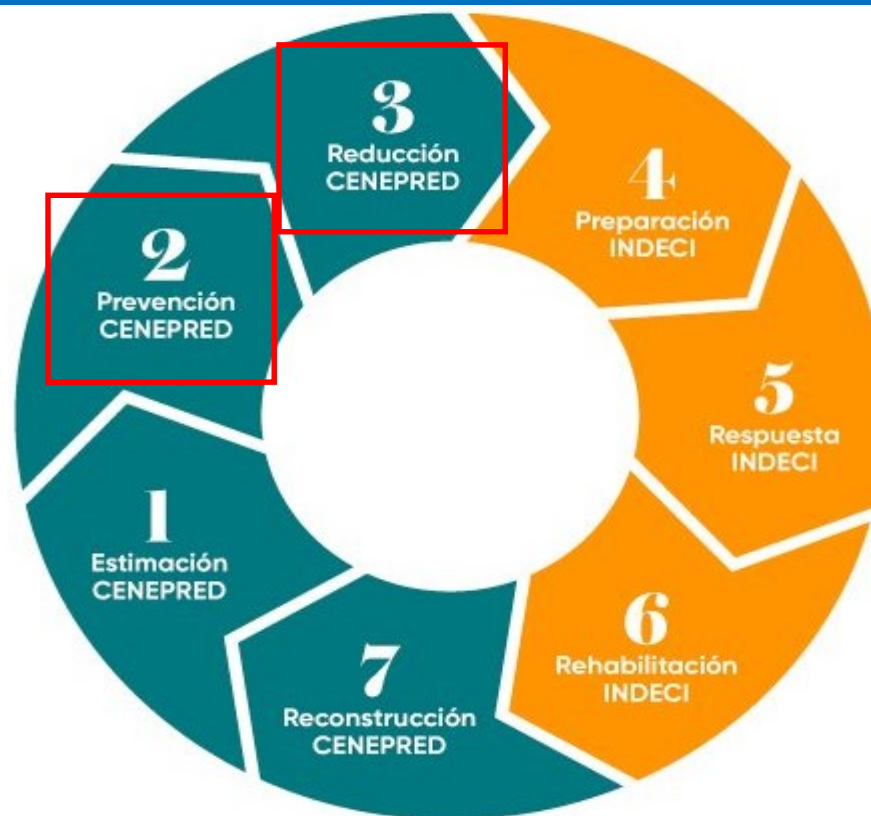 1
Estimación
CENEPRED
2
Prevención
CENEPRED
3
Reducción
CENEPRED
4
Preparación
INDECI
5
Respuesta
INDECI
6
Rehabilitación
INDECI
7
Reconstrucción
CENEPRED